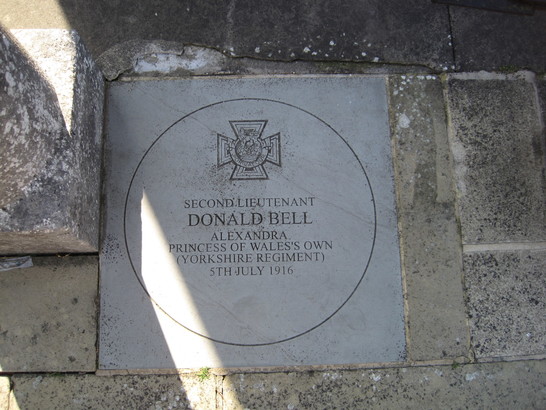 SECOND LIEUTENANT
DONALD BELL
ALEXANDRA
PRINCESS OF WALES'S OWN
(YORKSHIRE REGIMENT)
5TH JULY 1916